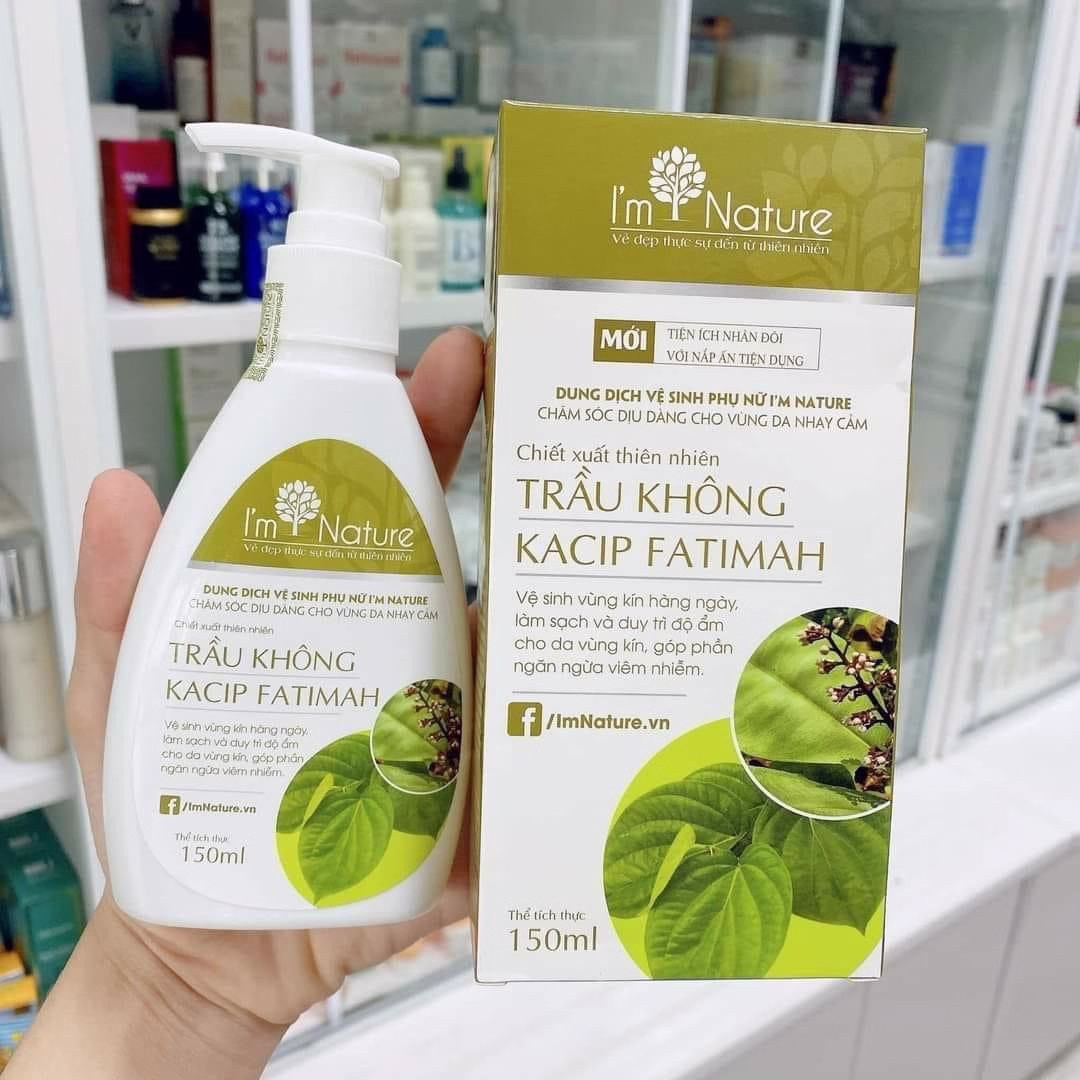 I'm Nature
Vẻ đẹp thực sự đến từ thiên nhiên
DUNG DỊCH VỆ SINH PHỤ NỮ I'M NATURE
CHĂM SÓC DỊU DÀNG CHO VÙNG DA NHẠY CẢM
Chiết xuất thiên nhiên
TRẦU KHÔNG
KACIP FATIMAH
Vệ sinh vùng kín hàng ngày,
làm sạch và duy trì độ ẩm
cho da vùng kín, góp phần
ngăn ngừa viêm nhiễm.
f/ImNature.vn
Thể tích thực
150ml
I'm Nature
Vẻ đẹp thực sự đến từ thiên nhiên
MỚI
TIỆN ÍCH NHÂN ĐÔI
VỚI NẮP ẤN TIỆN DỤNG
DUNG DỊCH VỆ SINH PHỤ NỮ I'M NATURE
CHĂM SÓC DỊU DÀNG CHO VÙNG DA NHẠY CẢM
Chiết xuất thiên nhiên
TRẦU KHÔNG
KACIP FATIMAH
Vệ sinh vùng kín hàng ngày,
làm sạch và duy trì độ ẩm
cho da vùng kín, góp phần
ngăn ngừa viêm nhiễm.
f/ImNature.vn
Thể tích thực
150ml